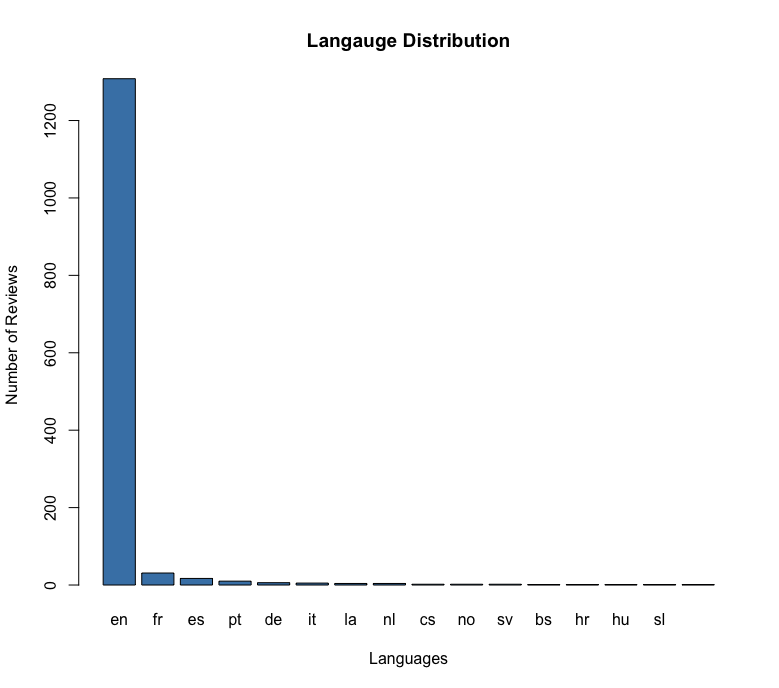 Langauge Distribution
Number of Reviews
1200
1000
800
600
400
200
0
en fr es pt de it la nl cs no sv bs hr hu sl
Languages